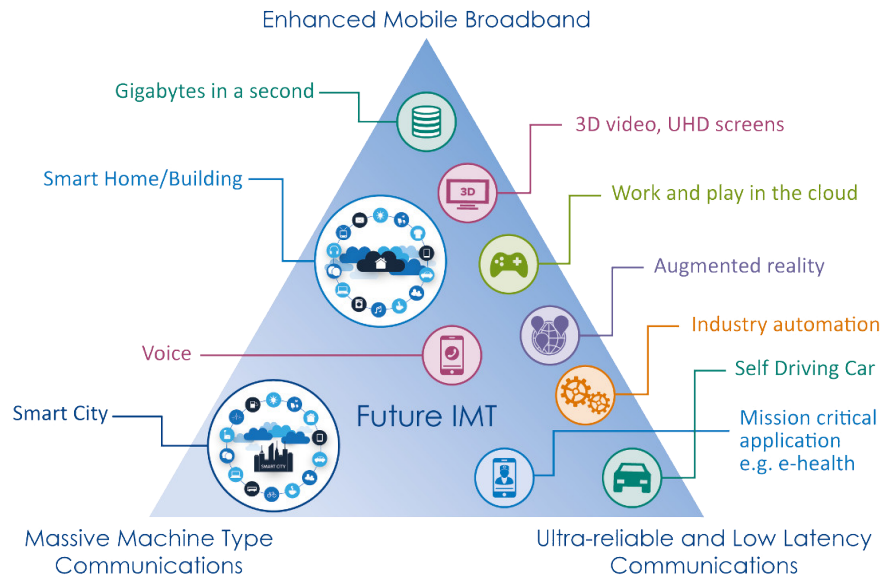 Enhanced Mobile Broadband
Gigabytes in a second
3D video, UHD screens
Smart Home/Building
3D
Work and play in the cloud
Augmented reality
Industry automation
Voice
Self Driving Car
Smart City
Future IMT
Mission critical
application
e.g. e-health
SMART CITY
Massive Machine Type
Communications
Ultra-reliable and Low Latency
Communications